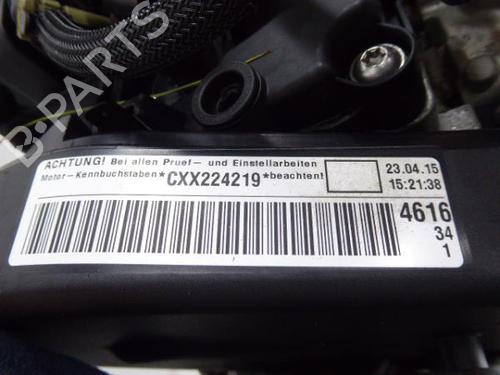 B-PARTS
ACHTUNG! Bei allen Pruef- und Einstellarbeiten
Motor-Kennbuchstaben*CXX224219*beachten!
23.04.15
15:21:38
4616
34
1